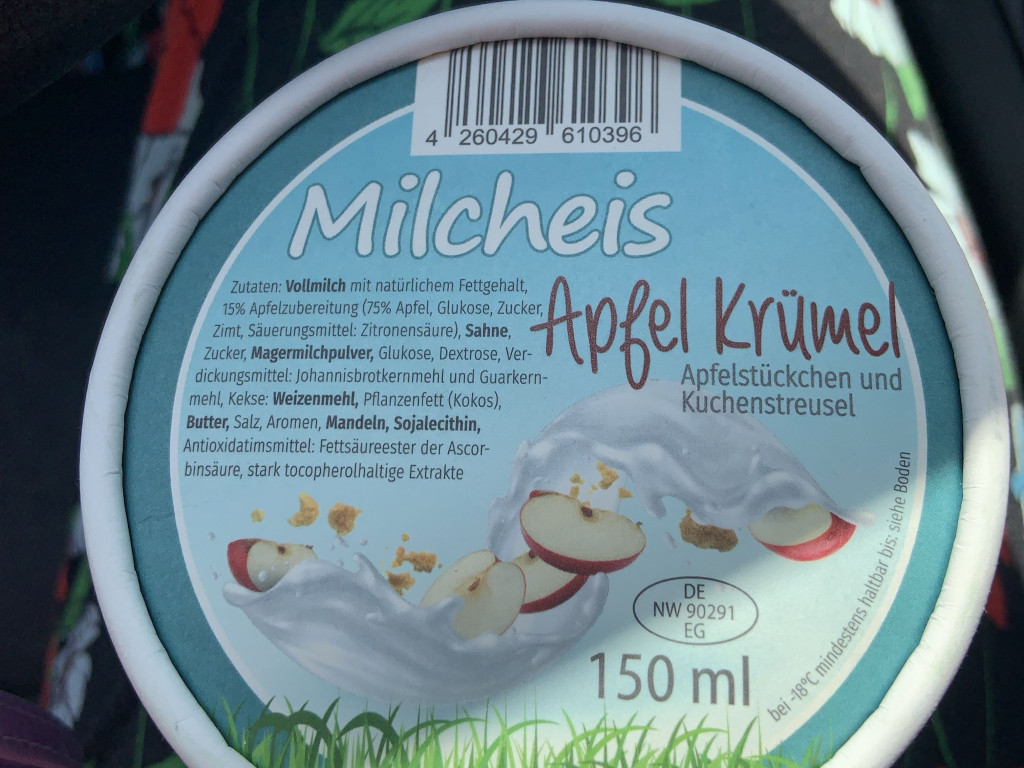 4 260429 610396
Milcheis
Zutaten: Vollmilch mit natürlichem Fettgehalt,
15% Apfelzubereitung (75% Apfel, Glukose, Zucker,
Zimt, Säuerungsmittel: Zitronensäure), Sahne,
Zucker, Magermilchpulver, Glukose, Dextrose, Ver-
dickungsmittel: Johannisbrotkernmehl und Guarkern-
mehl, Kekse: Weizenmehl, Pflanzenfett (Kokos),
Butter, Salz, Aromen, Mandeln, Sojalecithin,
Antioxidatimsmittel: Fettsäureester der Ascor-
binsäure, stark tocopherolhaltige Extrakte
Apfel Krümel
Apfelstückchen und
Kuchenstreusel
DE
NW 90291
EG
150 ml
bei -18°C mindestens haltbar bis: siehe Boden